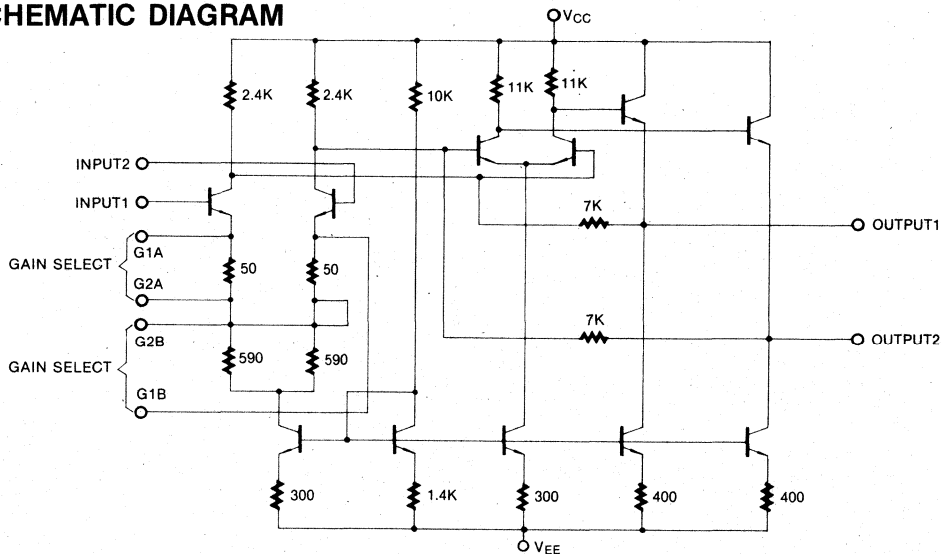 CHEMATIC DIAGRAM
VCC
2.4K
2.4K
10K
11K
11K
INPUT2
INPUT1
7K
OUTPUT1
G1A
GAIN SELECT
50
50
G2A
G2B
7K
OUTPUT2
590
590
GAIN SELECT
G1B
300
1.4K
300
400
400
VEE